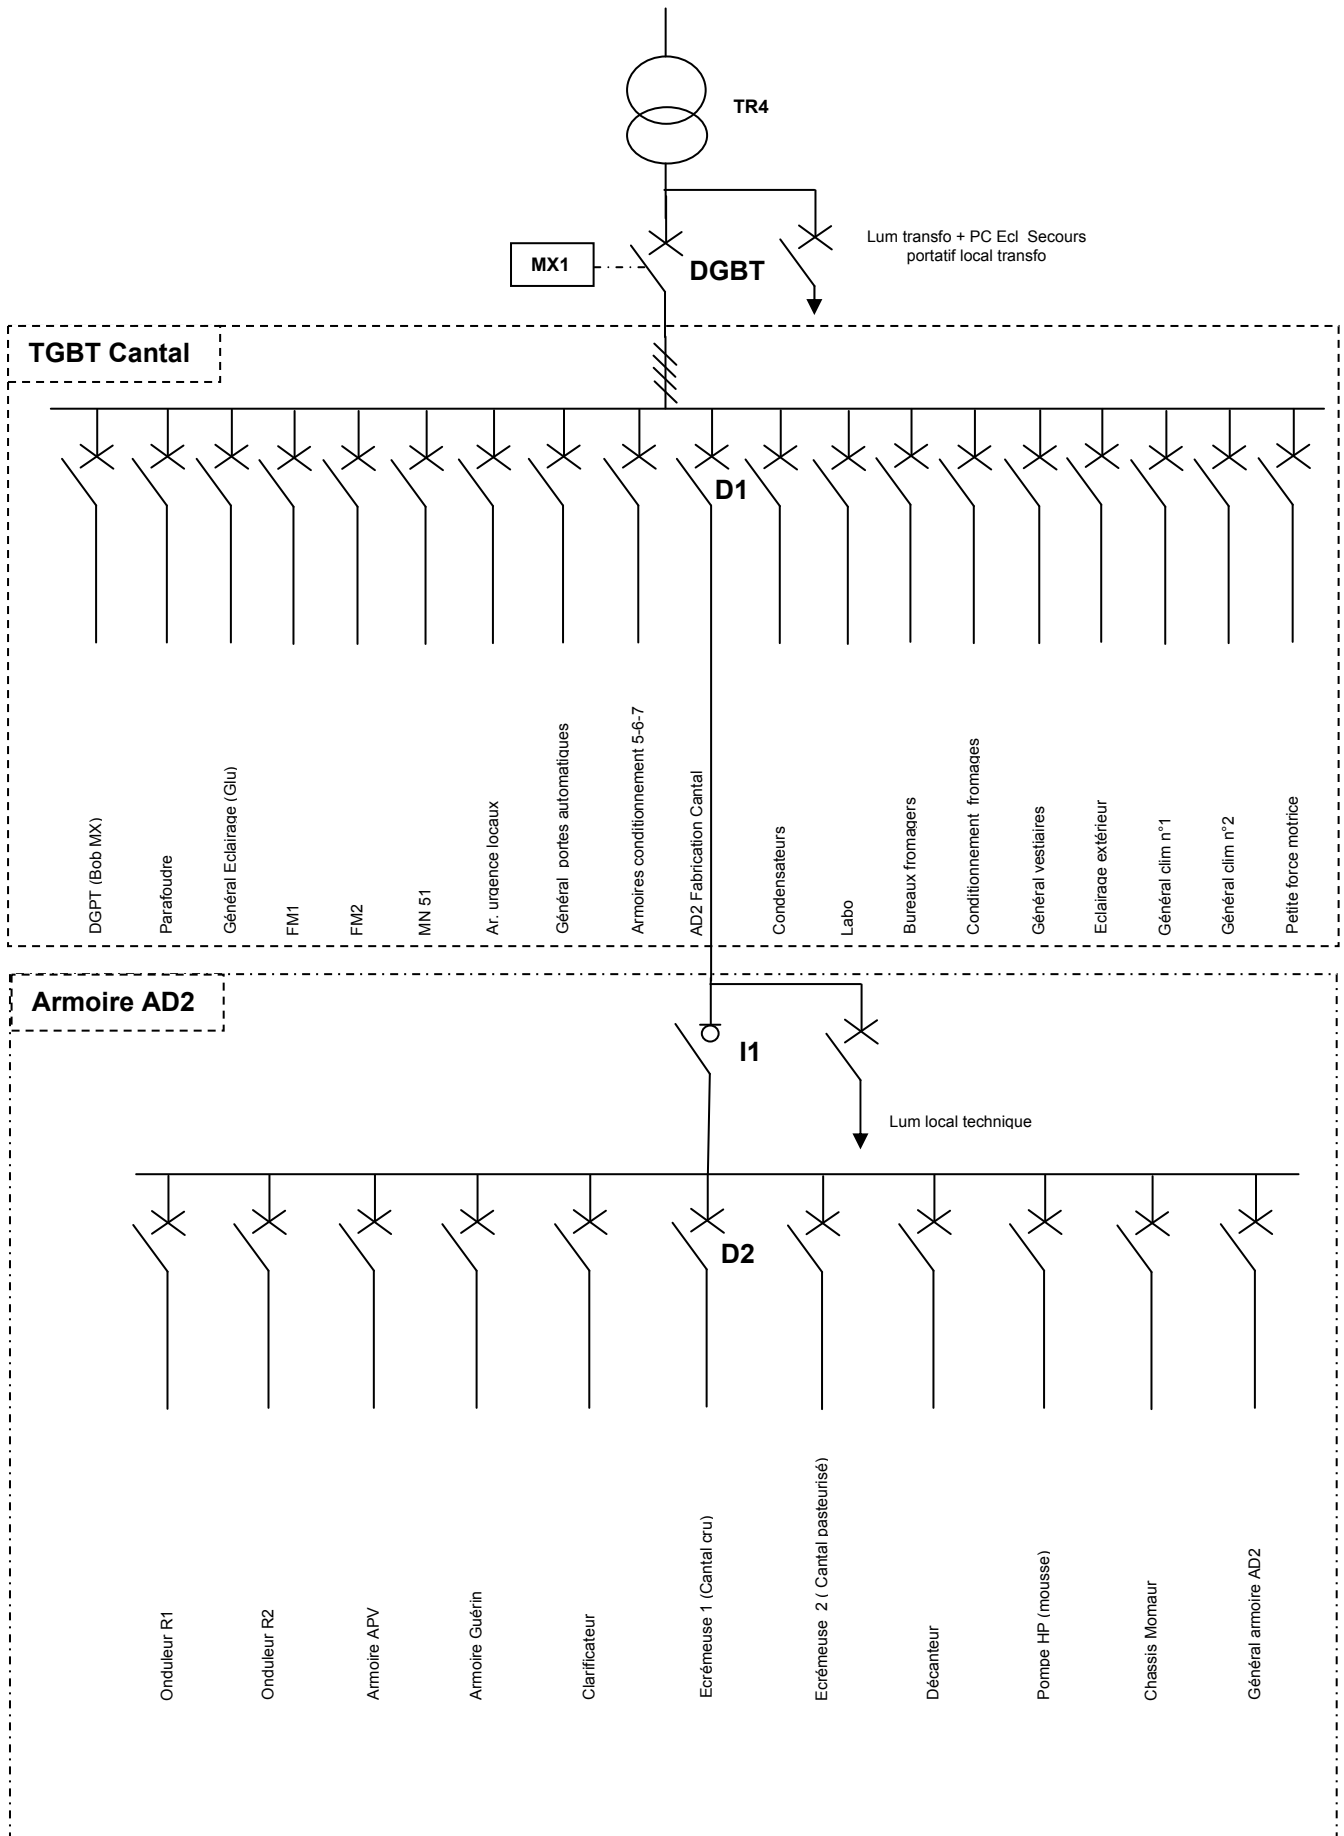 TR4
Lum transfo + PC Ecl  Secours
portatif local transfo
MX1
DGBT
TGBT Cantal
D1
DGPT (Bob MX)
Parafoudre
Général Eclairage (Glu)
FM1
FM2
MN 51
Ar. urgence locaux
Général  portes automatiques
Armoires conditionnement 5-6-7
AD2 Fabrication Cantal
Condensateurs
Labo
Bureaux fromagers
Conditionnement  fromages
Général vestiaires
Eclairage extérieur
Général clim n°1
Général clim n°2
Petite force motrice
Armoire AD2
I1
Lum local technique
D2
Onduleur R1
Onduleur R2
Armoire APV
Armoire Guérin
Clarificateur
Ecrémeuse 1 (Cantal cru)
Ecrémeuse  2 ( Cantal pasteurisé)
Décanteur
Pompe HP (mousse)
Chassis Momaur
Général armoire AD2